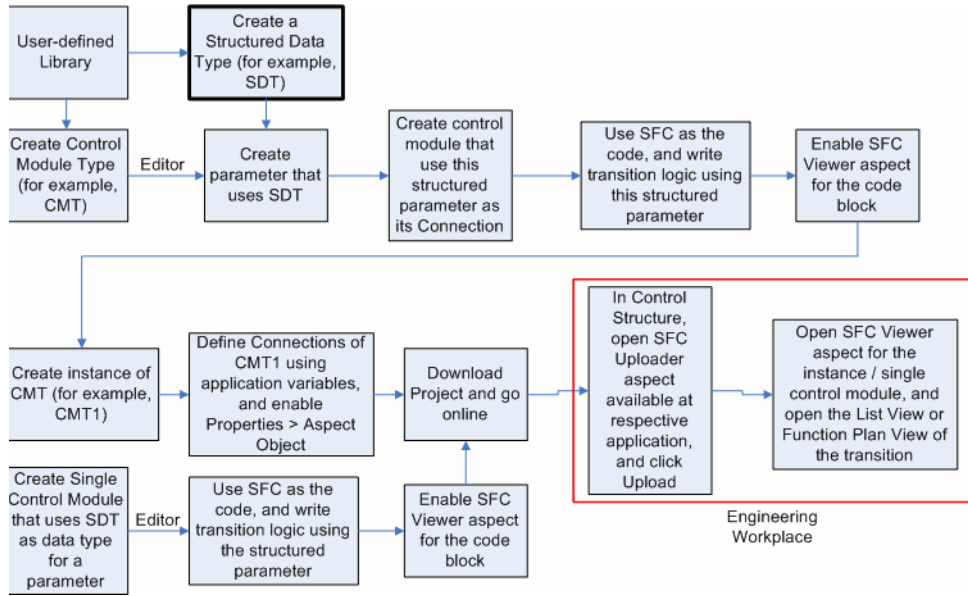 User-defined
Library
Create a
Structured Data
Type (for example,
SDT)
Create Control
Module Type
(for example,
CMT)
Editor
Create
parameter that
uses SDT
Create control
module that
use this
structured
parameter as
its Connection
Use SFC as the
code, and write
transition logic using
this structured
parameter
Enable SFC
Viewer aspect
for the code
block
Create instance of
CMT (for example,
CMT1)
Define Connections of
CMT1 using
application variables,
and enable
Properties > Aspect
Object
Download
Project and go
online
In Control
Structure,
open SFC
Uploader
aspect
available at
respective
application,
and click
Upload
Open SFC Viewer
aspect for the
instance / single
control module, and
open the List View or
Function Plan View of
the transition
Create Single
Control Module
that uses SDT
as data type
for a
parameter
Editor
Use SFC as the
code, and write
transition logic using
the structured
parameter
Enable SFC
Viewer aspect
for the code
block
Engineering
Workplace